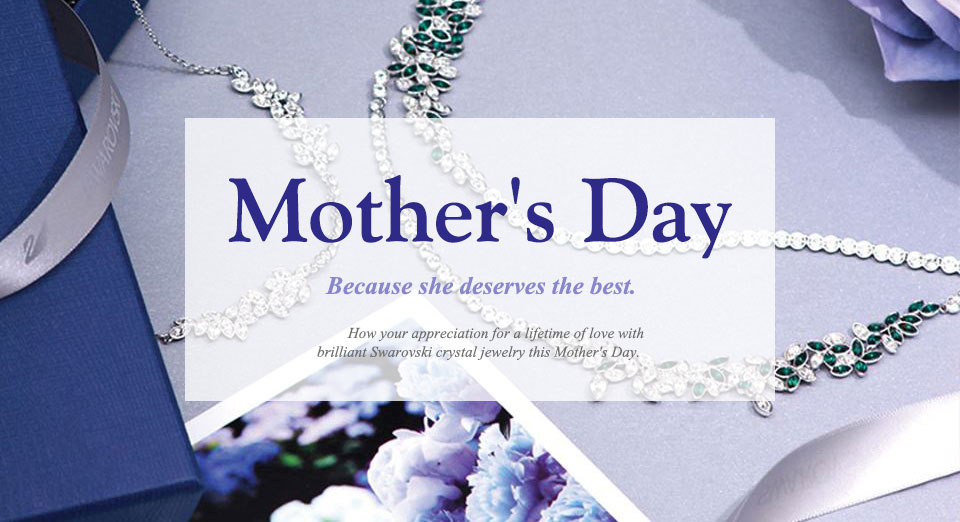 Mother's Day
Because she deserves the best.
How your appreciation for a lifetime of love with
brilliant Swarovski crystal jewelry this Mother's Day.